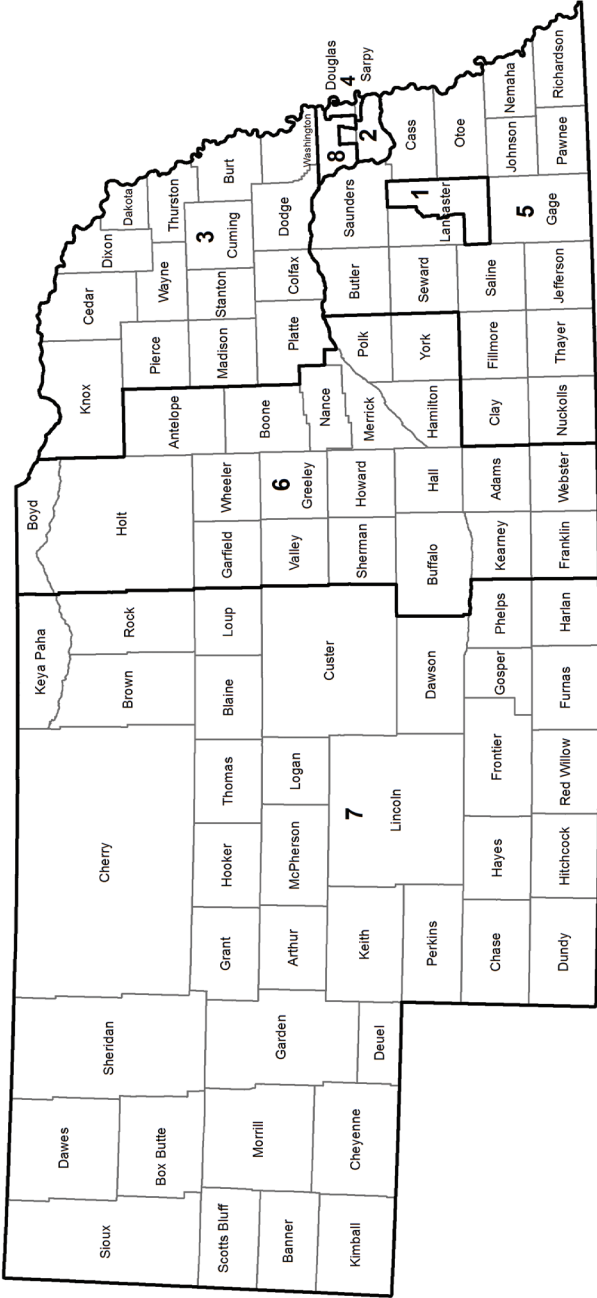 Sioux
Dawes
Box Butte
Sheridan
Cherry
Keya Paha
Brown
Rock
Boyd
Holt
Knox
Cedar
Dixon
Dakota
Antelope
Pierce
Wayne
Thurston
Scotts Bluff
Banner
Kimball
Morrill
Cheyenne
Garden
Deuel
Grant
Hooker
Thomas
Blaine
Loup
Garfield
Wheeler
Boone
Madison
Stanton
3
Cuming
Burt
Arthur
McPherson
Logan
Custer
Valley
6
Greeley
Nance
Platte
Colfax
Dodge
Washington
Keith
7
Lincoln
Sherman
Howard
Merrick
Polk
Butler
Saunders
8
2
Douglas
4
Sarpy
Perkins
Dawson
Buffalo
Hall
Hamilton
York
Seward
1
Lancaster
Cass
Otoe
Chase
Hayes
Frontier
Gosper
Phelps
Kearney
Adams
Clay
Fillmore
Saline
5
Gage
Johnson
Nemaha
Dundy
Hitchcock
Red Willow
Furnas
Harlan
Franklin
Webster
Nuckolls
Thayer
Jefferson
Pawnee
Richardson